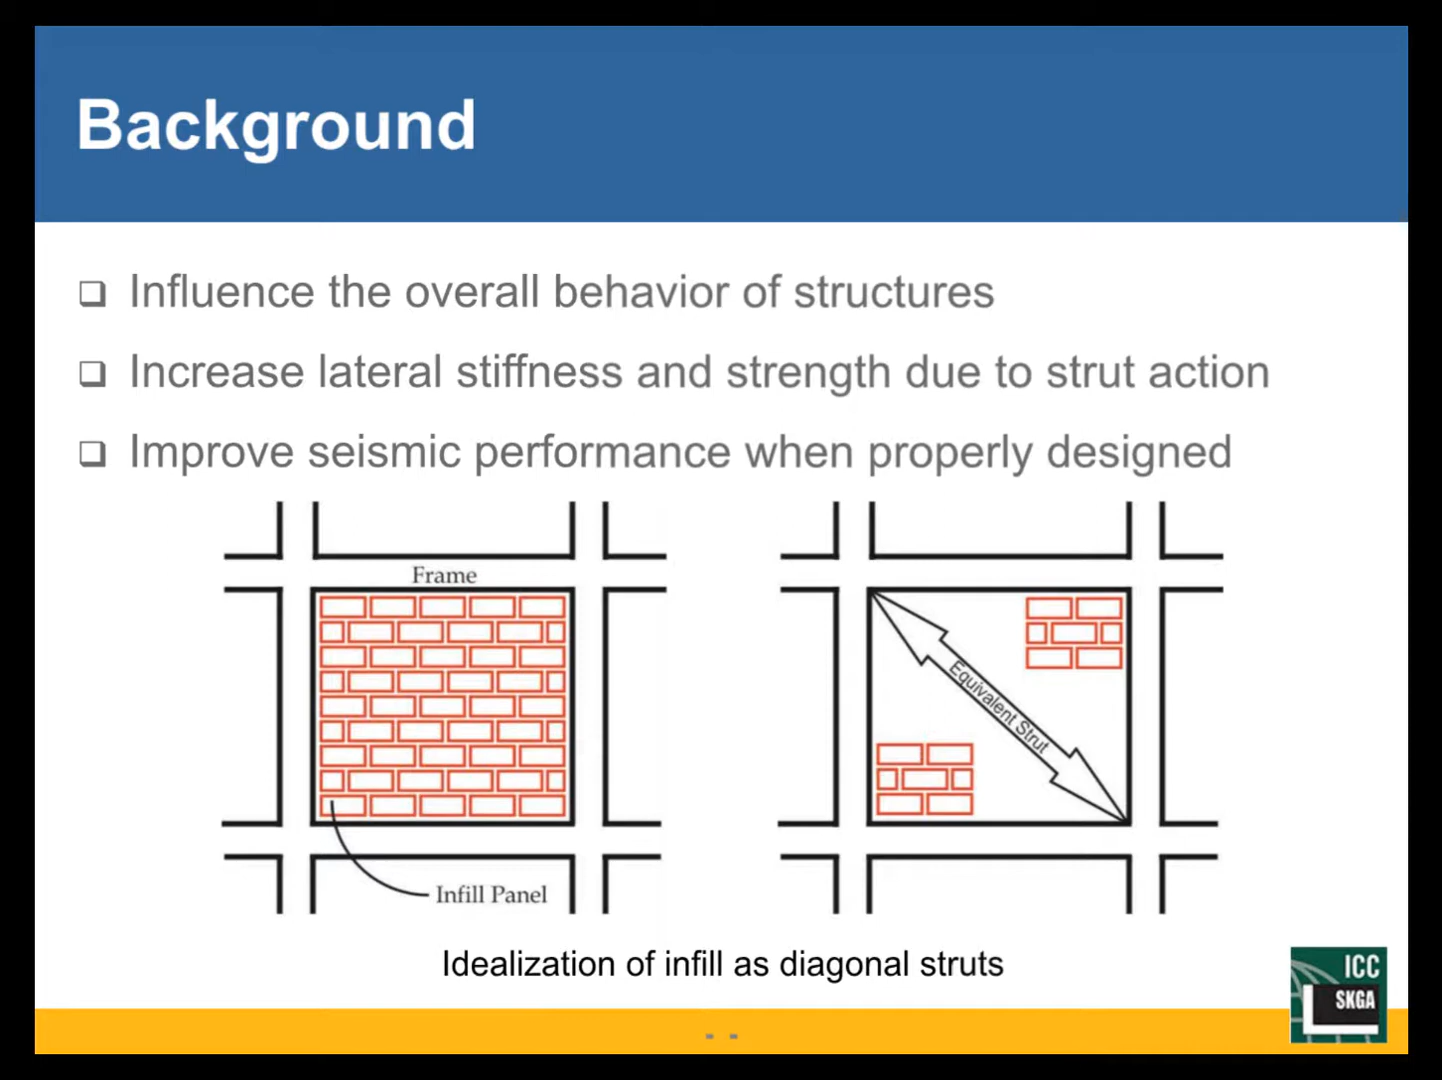 Background
Influence the overall behavior of structures
Increase lateral stiffness and strength due to strut action
Improve seismic performance when properly designed
Frame
Equivalent Strut
Infill Panel
Idealization of infill as diagonal struts
ICC
SKGA